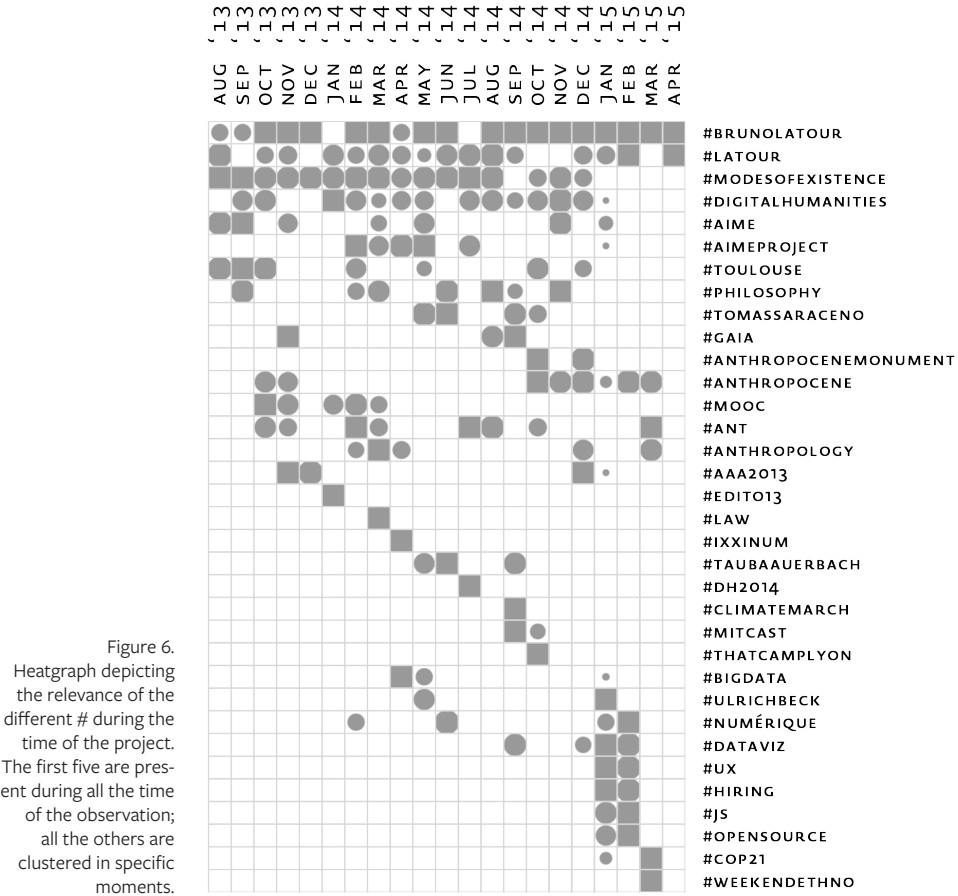 AUG ‘13
SEP ‘13
OCT ‘13
NOV ‘13
DEC ‘13
JAN ‘14
FEB ‘14
MAR ‘14
APR ‘14
MAY ‘14
JUN ‘14
JUL ‘14
AUG ‘14
SEP ‘14
OCT ‘14
NOV ‘14
DEC ‘14
JAN ‘15
FEB ‘15
MAR ‘15
APR ‘15
#BRUNOLATOUR
#LATOUR
#MODESOFEXISTENCE
#DIGITALHUMANITIES
#AIME
#AIMEPROJECT
#TOULOUSE
#PHILOSOPHY
#TOMASSARACENO
#GAIA
#ANTHROPOCENEMONUMENT
#ANTHROPOCENE
#MOOC
#ANT
#ANTHROPOLOGY
#AAA2013
#EDITO13
#LAW
#IXXINUM
#TAUBAAUERBACH
#DH2014
#CLIMATEMARCH
#MITCAST
#THATCAMPLYON
#BIGDATA
#ULRICHBECK
#NUMÉRIQUE
#DATAVIZ
#UX
#HIRING
#JS
#OPENSOURCE
#COP21
#WEEKENDETHNO
Figure 6.
Heatgraph depicting
the relevance of the
different # during the
time of the project.
The first five are pres-
ent during all the time
of the observation;
all the others are
clustered in specific
moments.